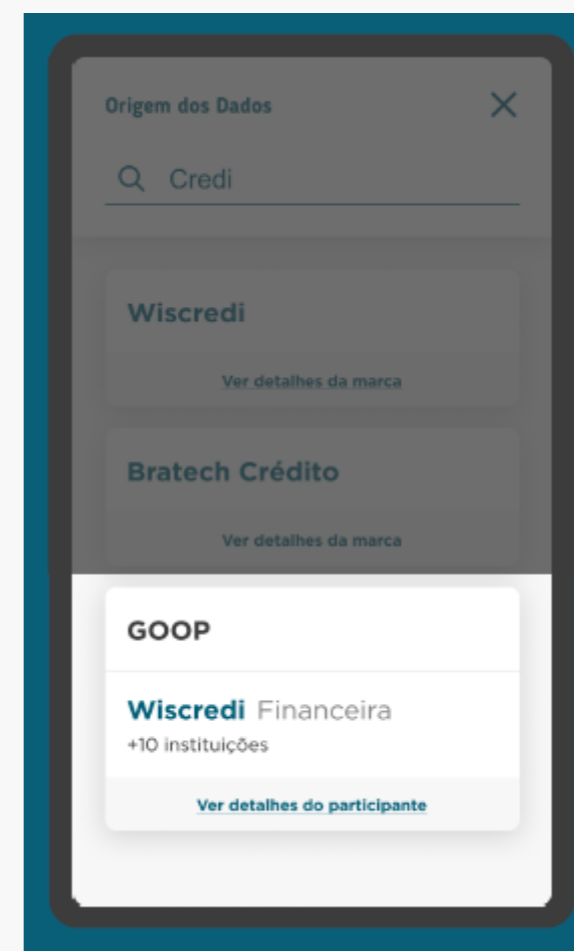 Origem dos Dados
Credi
Wiscredi
Ver detalhes da marca
Bratech Crédito
Ver detalhes da marca
GOOP
Wiscredi Financeira
+10 instituições
Ver detalhes do participante